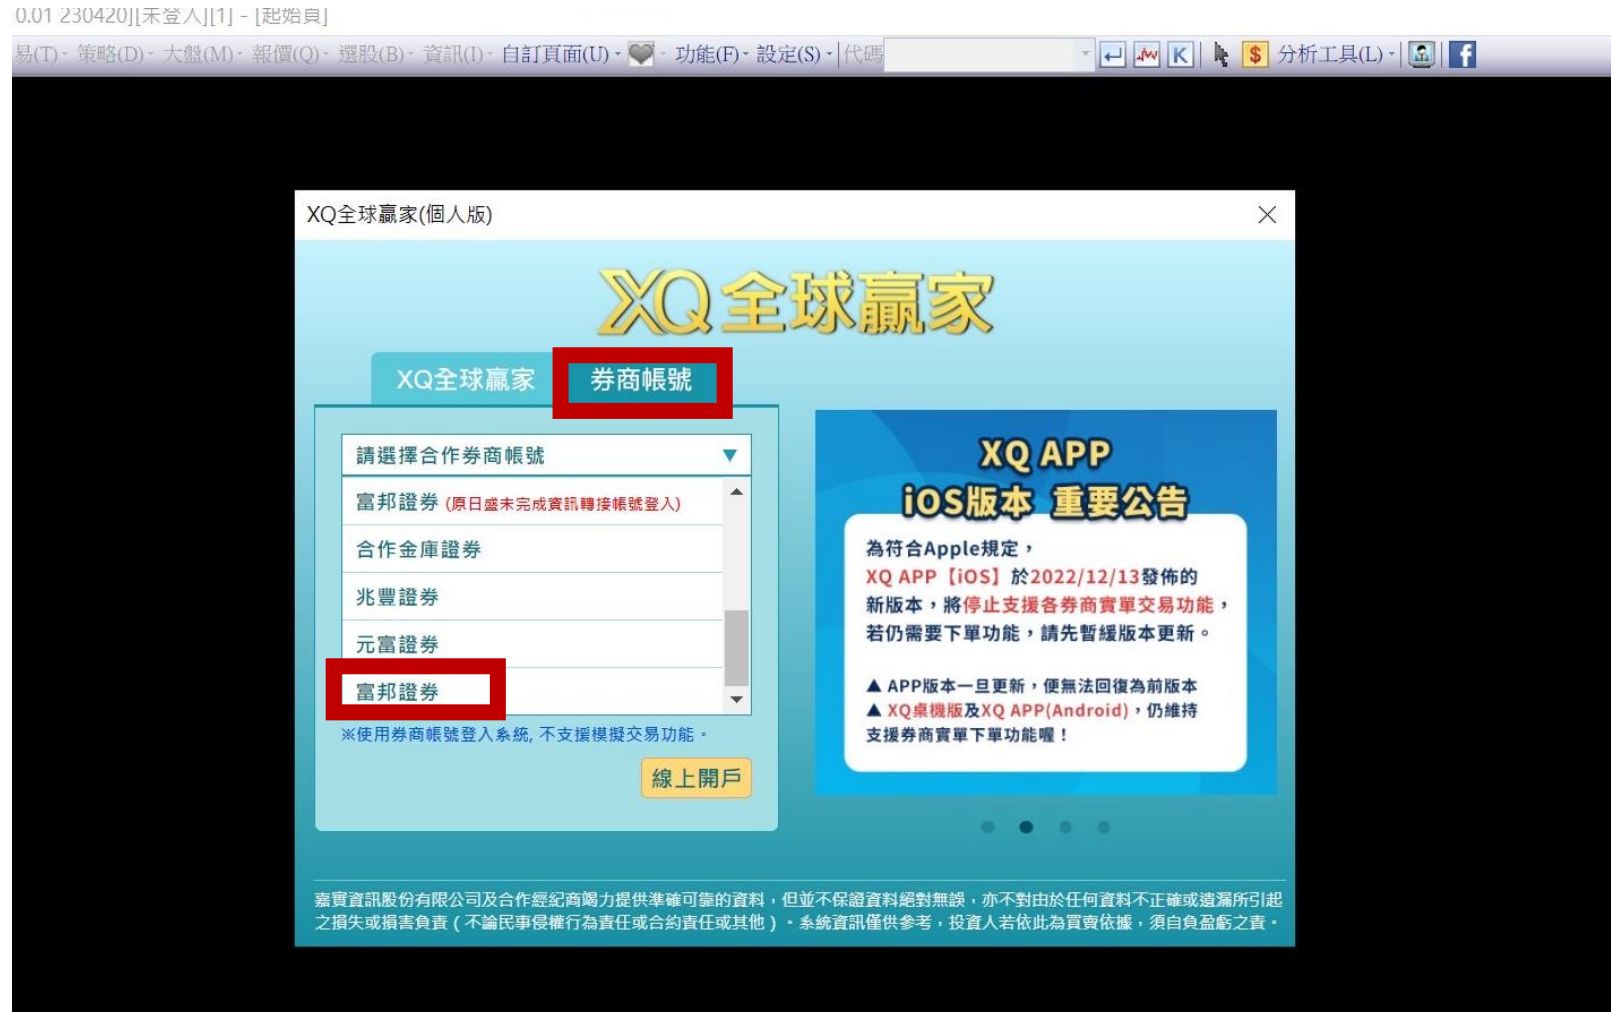 0.01 230420][未登入][1] - [起始頁]
易(T) 策略(D) 大盤(M) 報價(Q) 選股(B) 資訊(I) 自訂頁面(U) 功能(F) 設定(S) 代碼 K $ 分析工具(L) f
XQ全球贏家(個人版)
XQ全球贏家
XQ全球贏家 券商帳號
請選擇合作券商帳號
富邦證券 (原日盛未完成資訊轉接帳號登入)
合作金庫證券
兆豐證券
元富證券
富邦證券
※使用券商帳號登入系統, 不支援模擬交易功能。
線上開戶
XQ APP
iOS版本 重要公告
為符合Apple規定,
XQ APP【iOS】於2022/12/13發佈的
新版本,將停止支援各券商實單交易功能,
若仍需要下單功能,請先暫緩版本更新。
▲ APP版本一旦更新,便無法回復為前版本
▲ XQ桌機版及XQ APP(Android),仍維持
支援券商實單下單功能喔!
嘉實資訊股份有限公司及合作經紀商竭力提供準確可靠的資料,但並不保證資料絕對無誤,亦不對由於任何資料不正確或遺漏所引起
之損失或損害負責(不論民事侵權行為責任或合約責任或其他)。系統資訊僅供參考,投資人若依此為買賣依據,須自負盈虧之責。